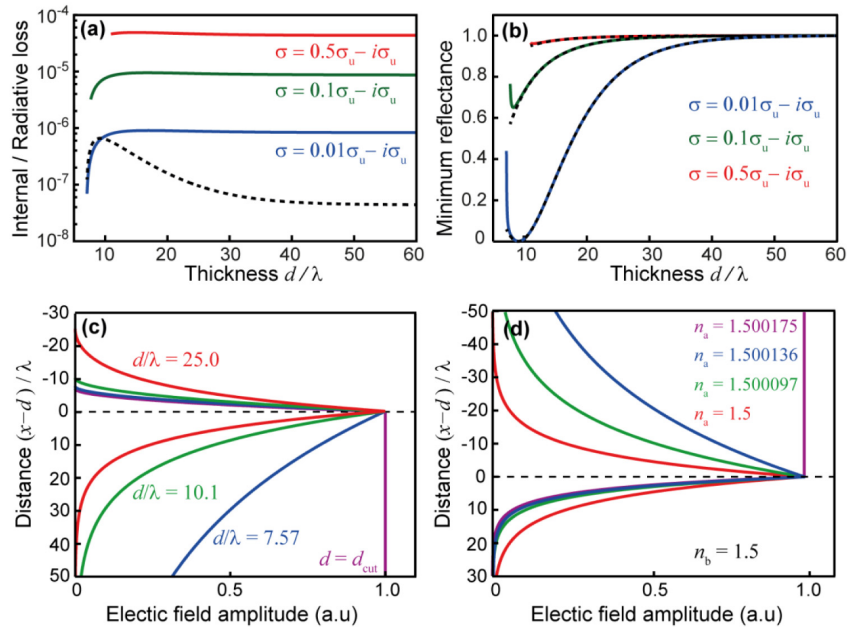 (a)
Internal / Radiative loss
10⁻⁴
10⁻⁵
10⁻⁶
10⁻⁷
10⁻⁸
σ = 0.5σᵤ – iσᵤ
σ = 0.1σᵤ – iσᵤ
σ = 0.01σᵤ – iσᵤ
10 20 30 40 50 60
Thickness d / λ
(b)
Minimum reflectance
1.0
0.8
0.6
0.4
0.2
0
σ = 0.01σᵤ – iσᵤ
σ = 0.1σᵤ – iσᵤ
σ = 0.5σᵤ – iσᵤ
10 20 30 40 50 60
Thickness d / λ
(c)
Distance (x–d) / λ
-30
-20
-10
0
10
20
30
40
50
d/λ = 25.0
d/λ = 10.1
d/λ = 7.57
d = d_cut
0 0.5 1.0
Electic field amplitude (a.u)
(d)
Distance (x–d) / λ
-50
-40
-30
-20
-10
0
10
20
30
nₐ = 1.500175
nₐ = 1.500136
nₐ = 1.500097
nₐ = 1.5
n_b = 1.5
0 0.5 1.0
Electic field amplitude (a.u)